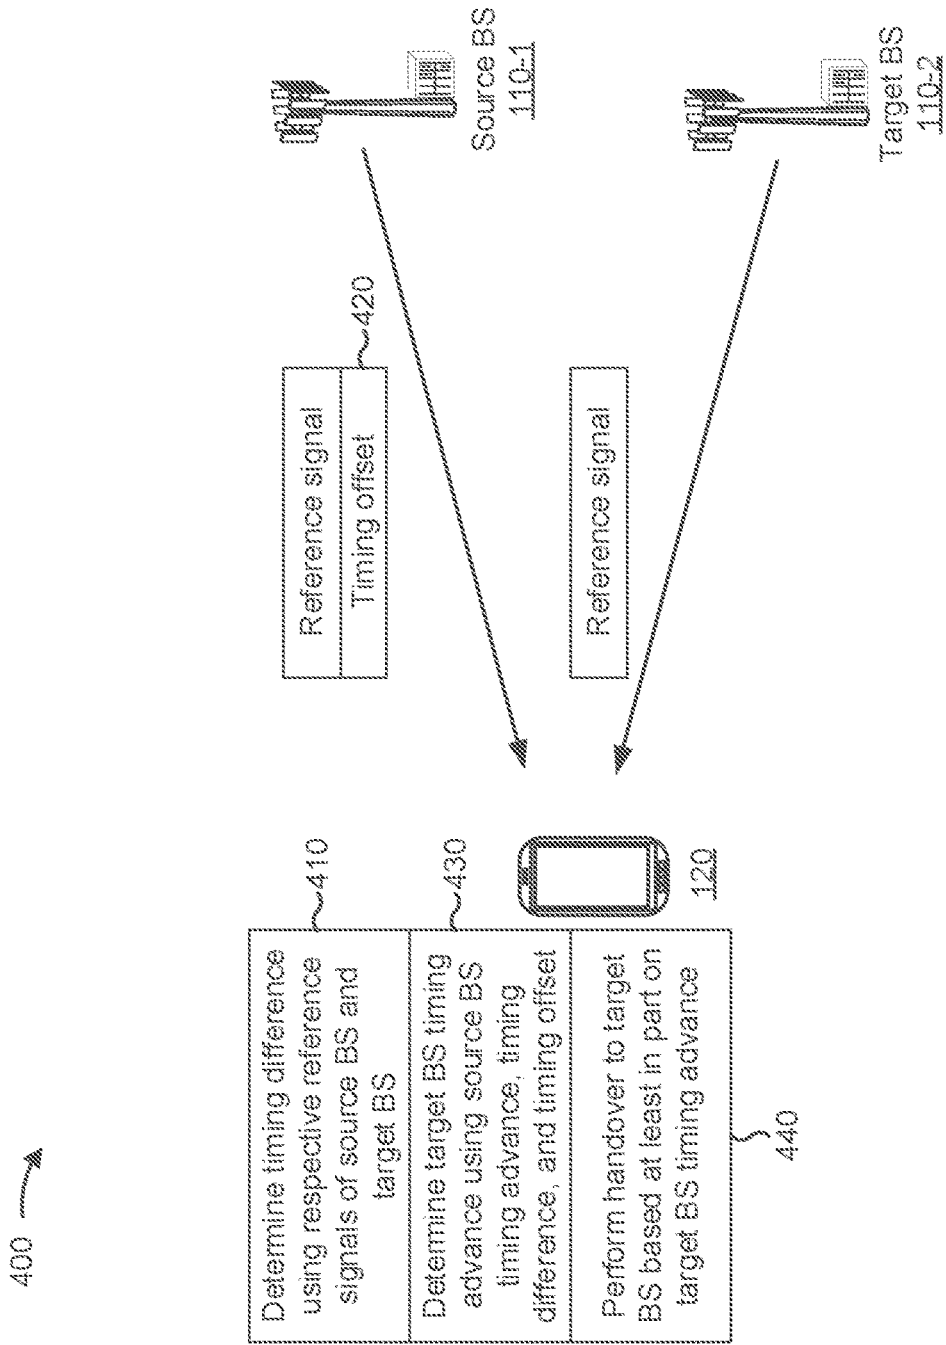 400
Determine timing difference
using respective reference
signals of source BS and
target BS
410
Determine target BS timing
advance using source BS
timing advance, timing
difference, and timing offset
430
Perform handover to target
BS based at least in part on
target BS timing advance
440
120
Reference signal
Timing offset
420
Reference signal
Source BS
110-1
Target BS
110-2